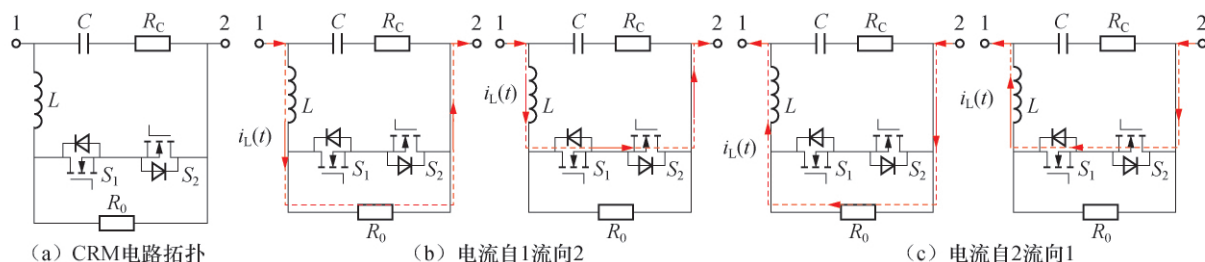 1 C R_C 2
L
S_1 S_2
R_0
(a) CRM电路拓扑
1 C R_C 2
L
i_L(t)
S_1 S_2
R_0
1 C R_C 2
i_L(t) L
S_1 S_2
R_0
(b) 电流自1流向2
1 C R_C 2
L
i_L(t)
S_1 S_2
R_0
1 C R_C 2
i_L(t) L
S_1 S_2
R_0
(c) 电流自2流向1